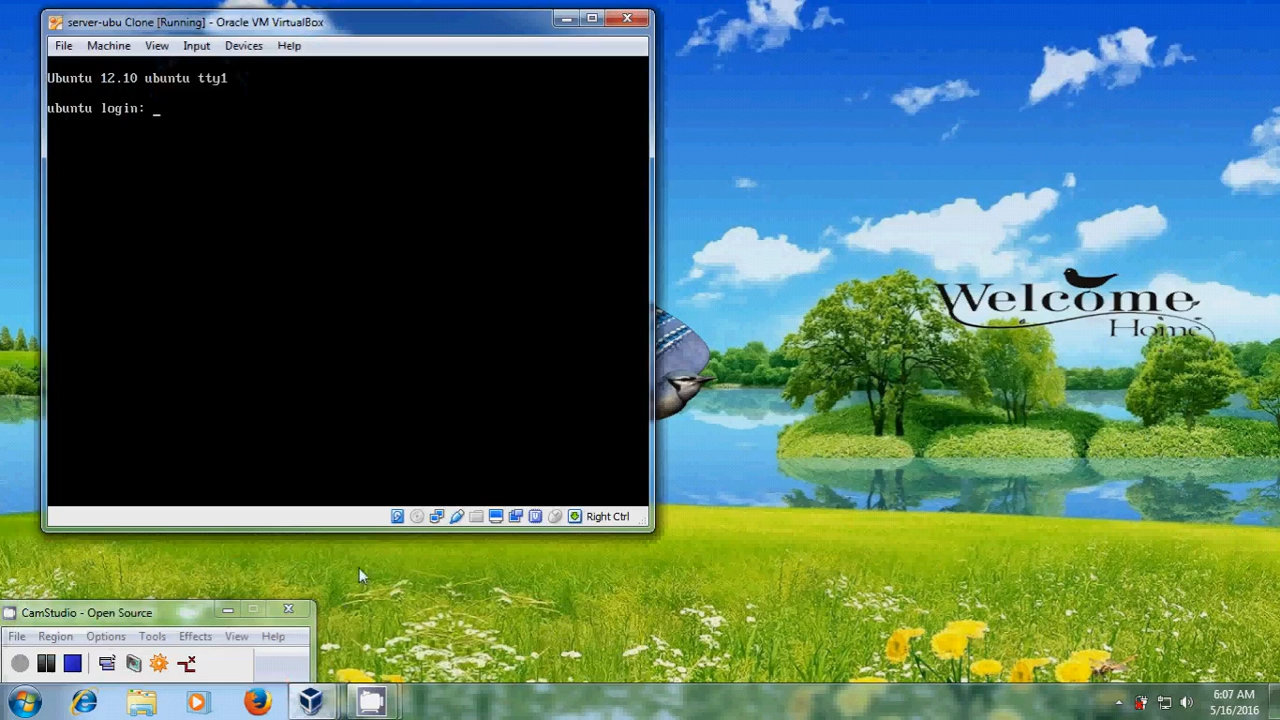 server-ubu Clone [Running] - Oracle VM VirtualBox
File Machine View Input Devices Help
Ubuntu 12.10 ubuntu tty1
ubuntu login: _
Right Ctrl
Welcome
Home
CamStudio - Open Source
File Region Options Tools Effects View Help
6:07 AM
5/16/2016